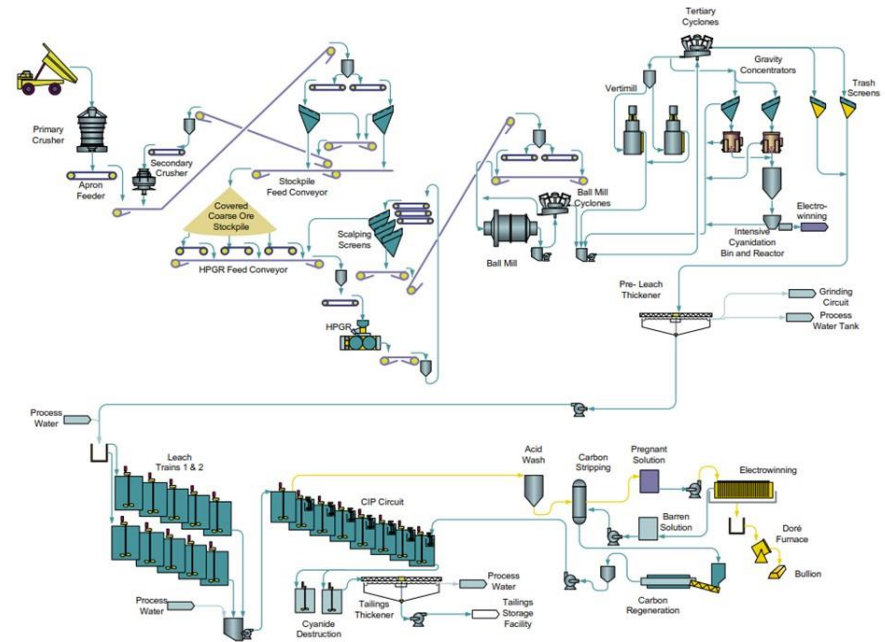 Primary
Crusher
Apron
Feeder
Secondary
Crusher
Stockpile
Feed Conveyor
Covered
Coarse Ore
Stockpile
HPGR Feed Conveyor
Scalping
Screens
HPGR
Ball Mill
Ball Mill
Cyclones
Vertimill
Tertiary
Cyclones
Gravity
Concentrators
Trash
Screens
Electro-
winning
Intensive
Cyanidation
Bin and Reactor
Pre- Leach
Thickener
Grinding
Circuit
Process
Water Tank
Process
Water
Leach
Trains 1 & 2
Process
Water
CIP Circuit
Cyanide
Destruction
Tailings
Thickener
Process
Water
Tailings
Storage
Facility
Acid
Wash
Carbon
Stripping
Pregnant
Solution
Barren
Solution
Electrowinning
Doré
Furnace
Bullion
Carbon
Regeneration